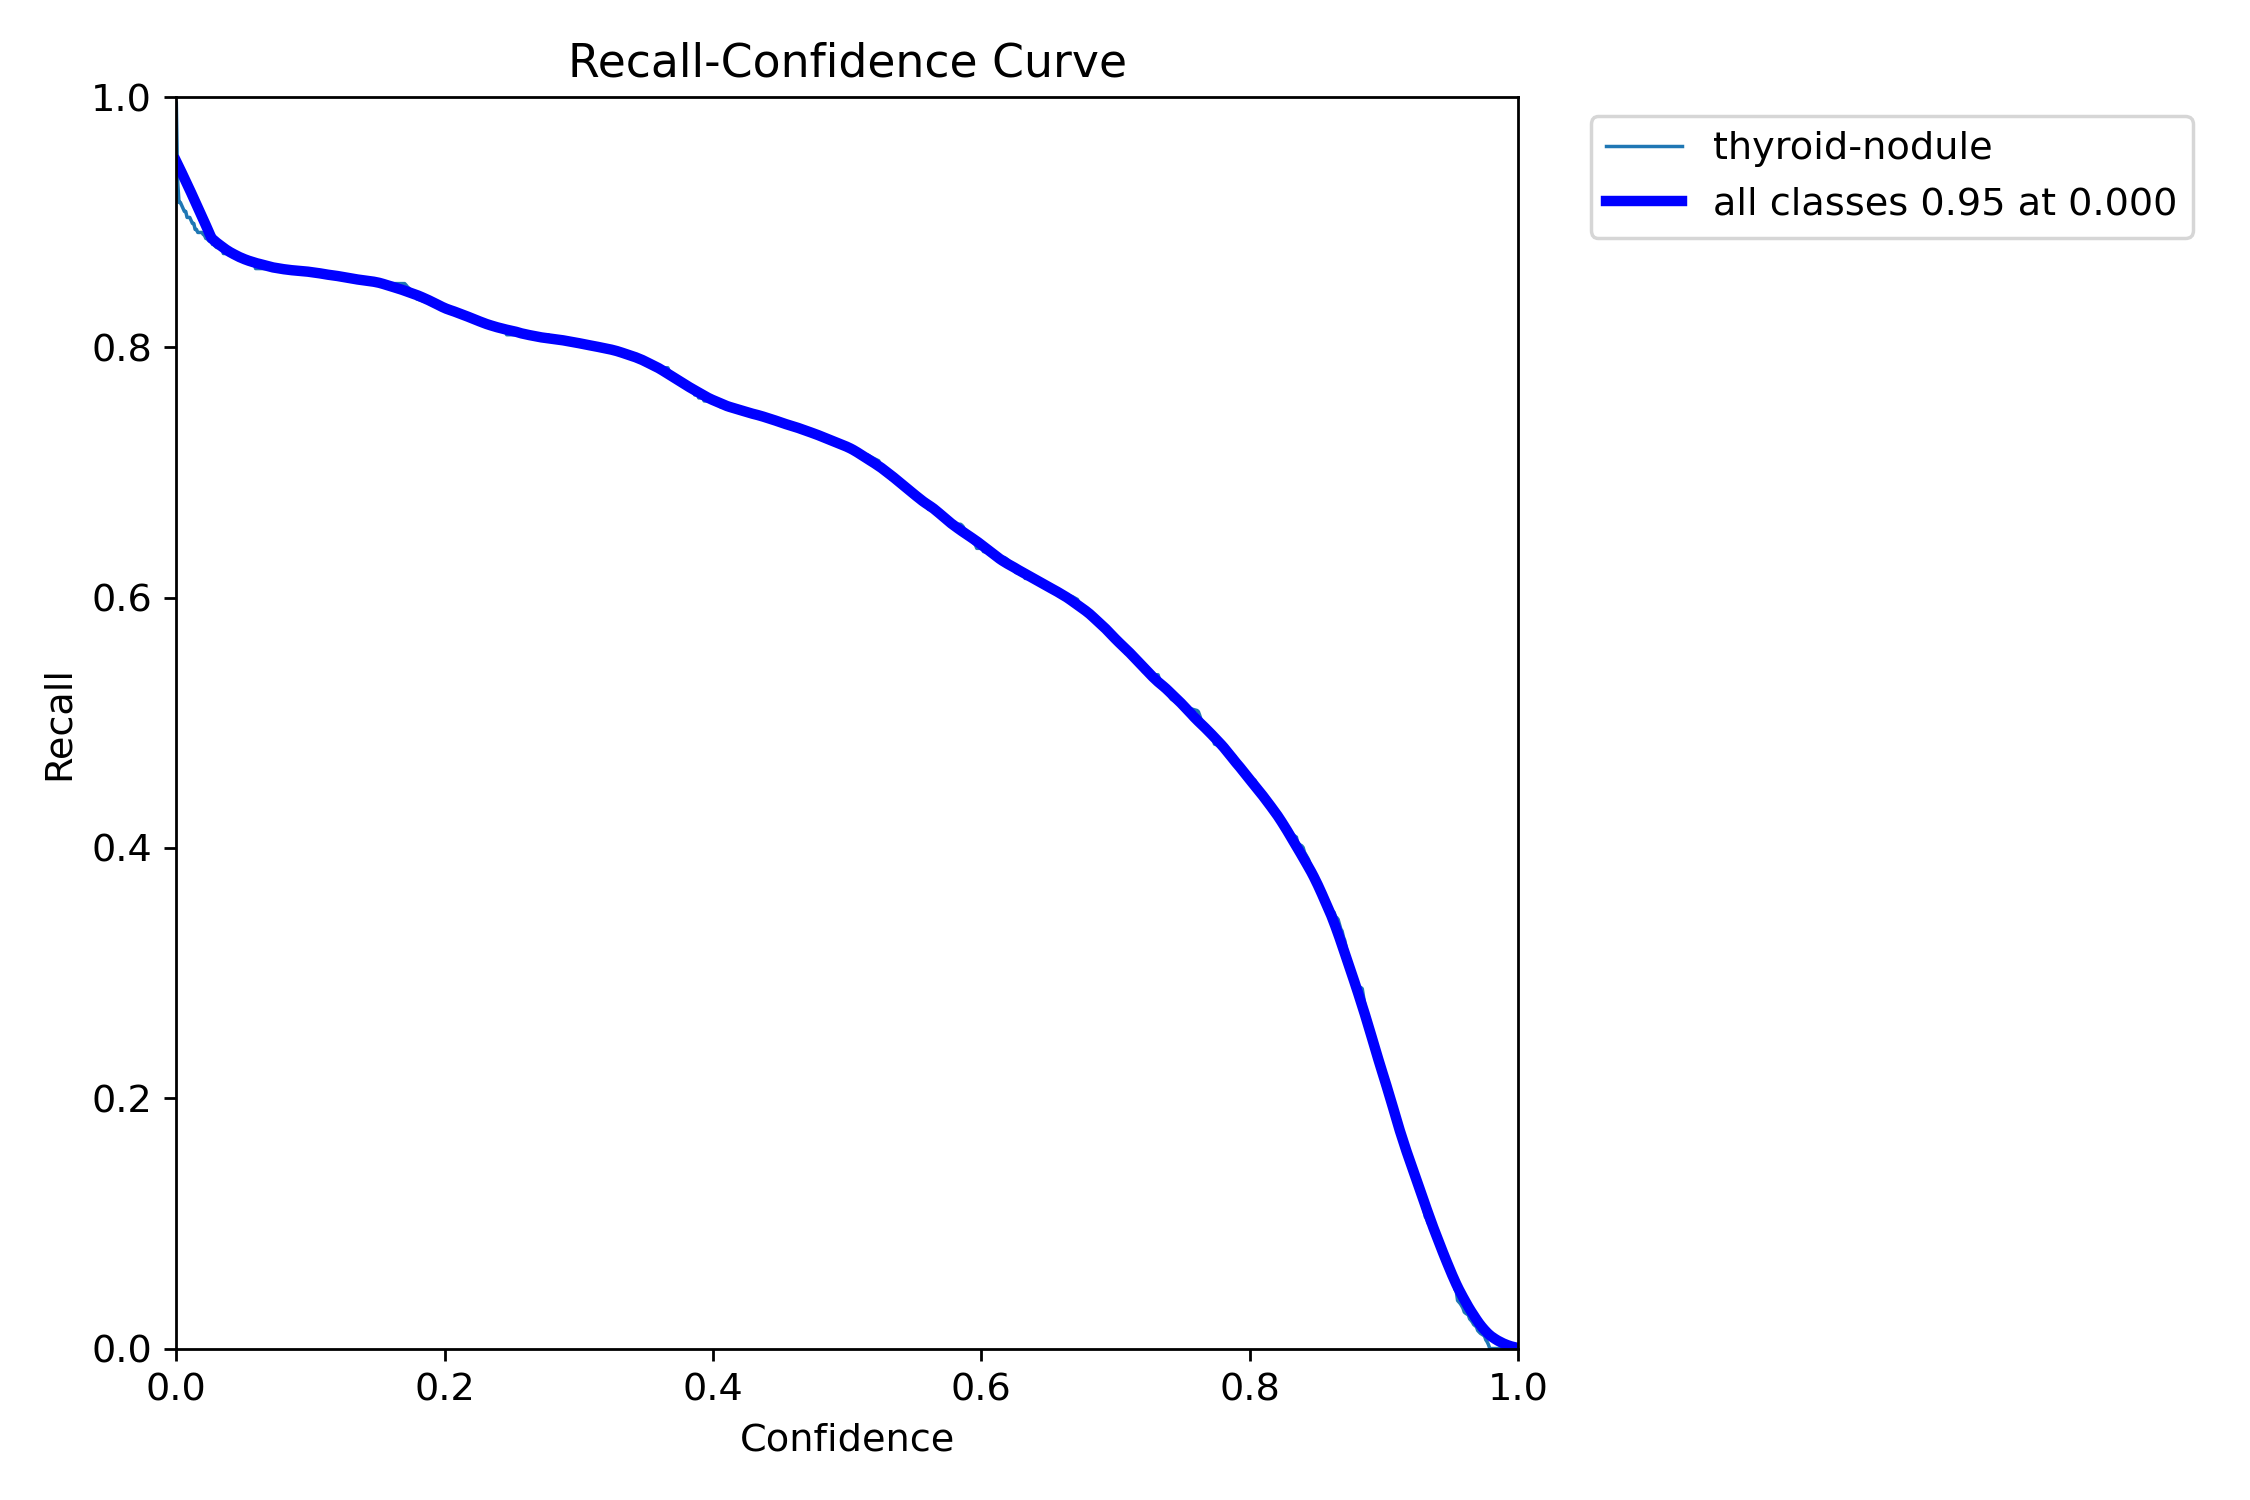 Recall-Confidence Curve
1.0
0.8
0.6
0.4
0.2
0.0
Recall
0.0 0.2 0.4 0.6 0.8 1.0
Confidence
thyroid-nodule
all classes 0.95 at 0.000